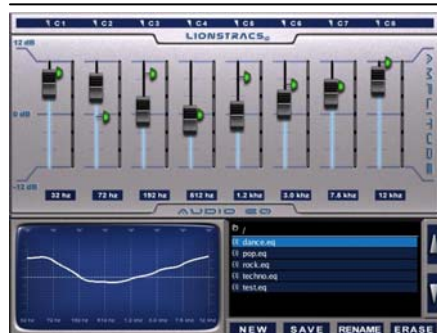 C1 C2 C3 C4 C5 C6 C7 C8
LIONSTRACS
12 dB
0 dB
-12 dB
AMPLITUDE
32 hz 72 hz 192 hz 512 hz 1.2 khz 3.0 khz 7.5 khz 12 khz
AUDIO EQ
/
dance.eq
pop.eq
rock.eq
techno.eq
test.eq
NEW SAVE RENAME ERASE